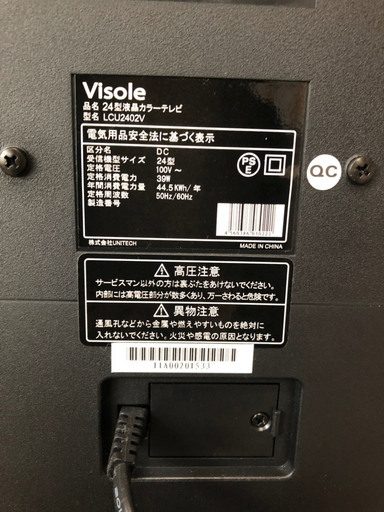 Visole
品名 24型液晶カラーテレビ
型名 LCU2402V
電気用品安全法に基づく表示
区分名 DC
受信機型サイズ 24型
定格電圧 100V～
定格消費電力 39W
年間消費電力量 44.5KWh/年
定格周波数 50Hz/60Hz
製造番号
PS
E
QC
株式会社UNITECH
MADE IN CHINA
高圧注意
サービスマン以外の方は裏ぶたをあけないでください。
内部には高電圧部分が数多くあり、万一さわると危険です。
異物注意
通風孔などから金属や燃えやすいものを絶対に
入れないでください。火災や感電の原因となります。
11A00201533